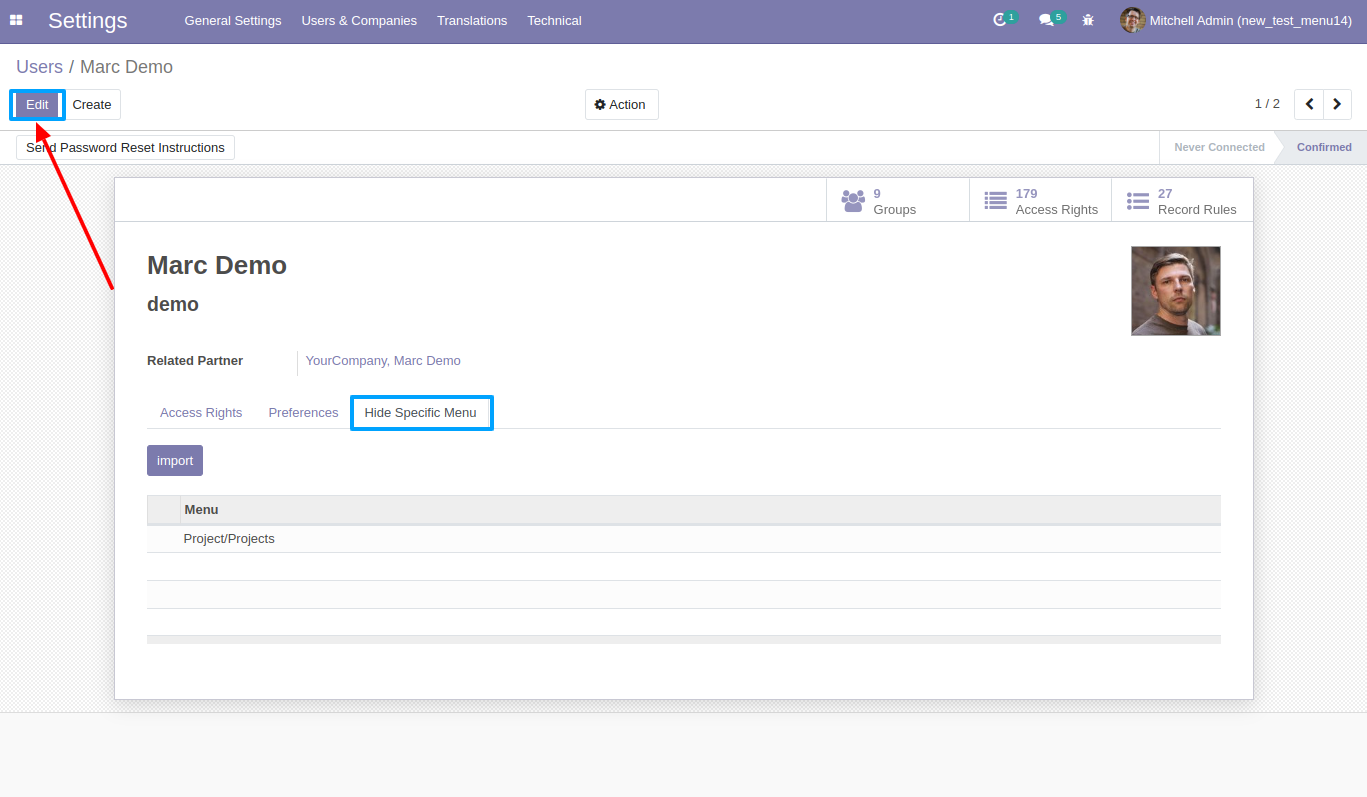 Settings General Settings Users & Companies Translations Technical 1 5 Mitchell Admin (new_test_menu14)
Users / Marc Demo
Edit Create Action 1 / 2
Send Password Reset Instructions Never Connected Confirmed
9 179 27
Groups Access Rights Record Rules
Marc Demo
demo
Related Partner YourCompany, Marc Demo
Access Rights Preferences Hide Specific Menu
import
Menu
Project/Projects